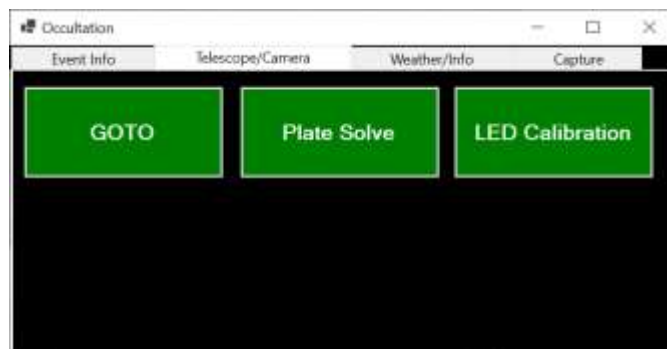 Occultation
Event Info Telescope/Camera Weather/Info Capture
GOTO Plate Solve LED Calibration